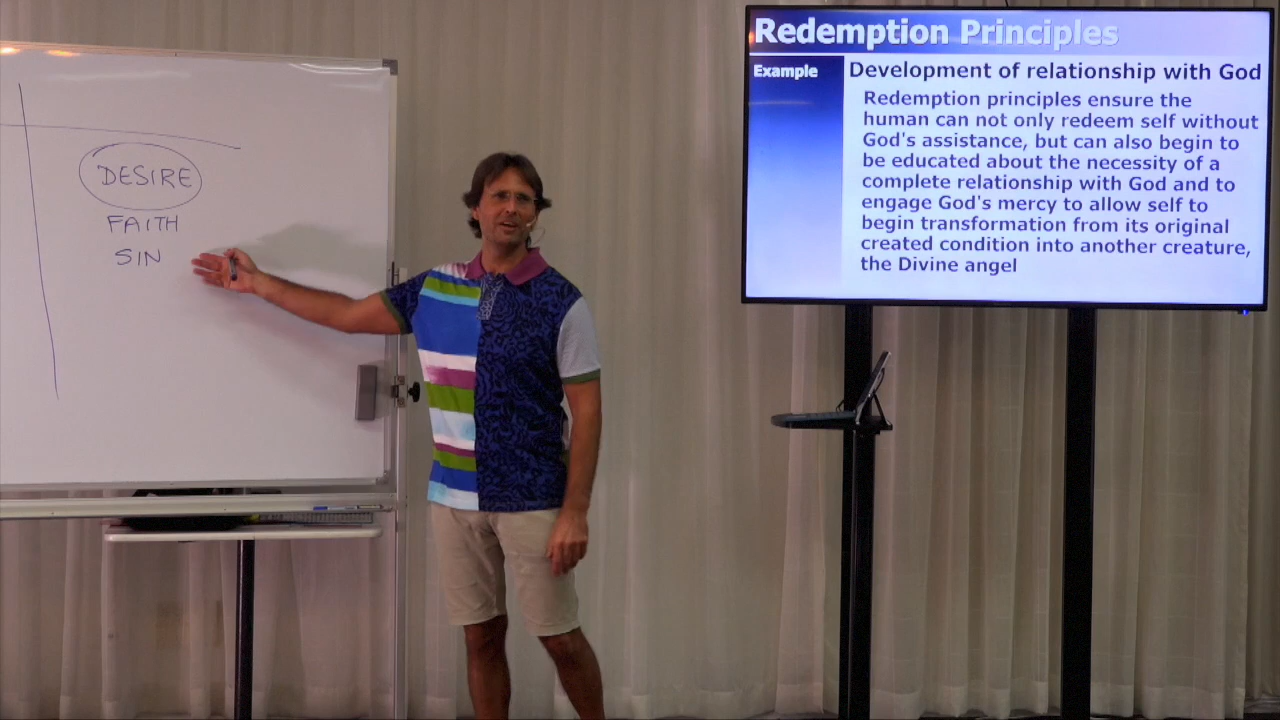 DESIRE
FAITH
SIN
Redemption Principles
Example
Development of relationship with God
Redemption principles ensure the
human can not only redeem self without
God's assistance, but can also begin to
be educated about the necessity of a
complete relationship with God and to
engage God's mercy to allow self to
begin transformation from its original
created condition into another creature,
the Divine angel